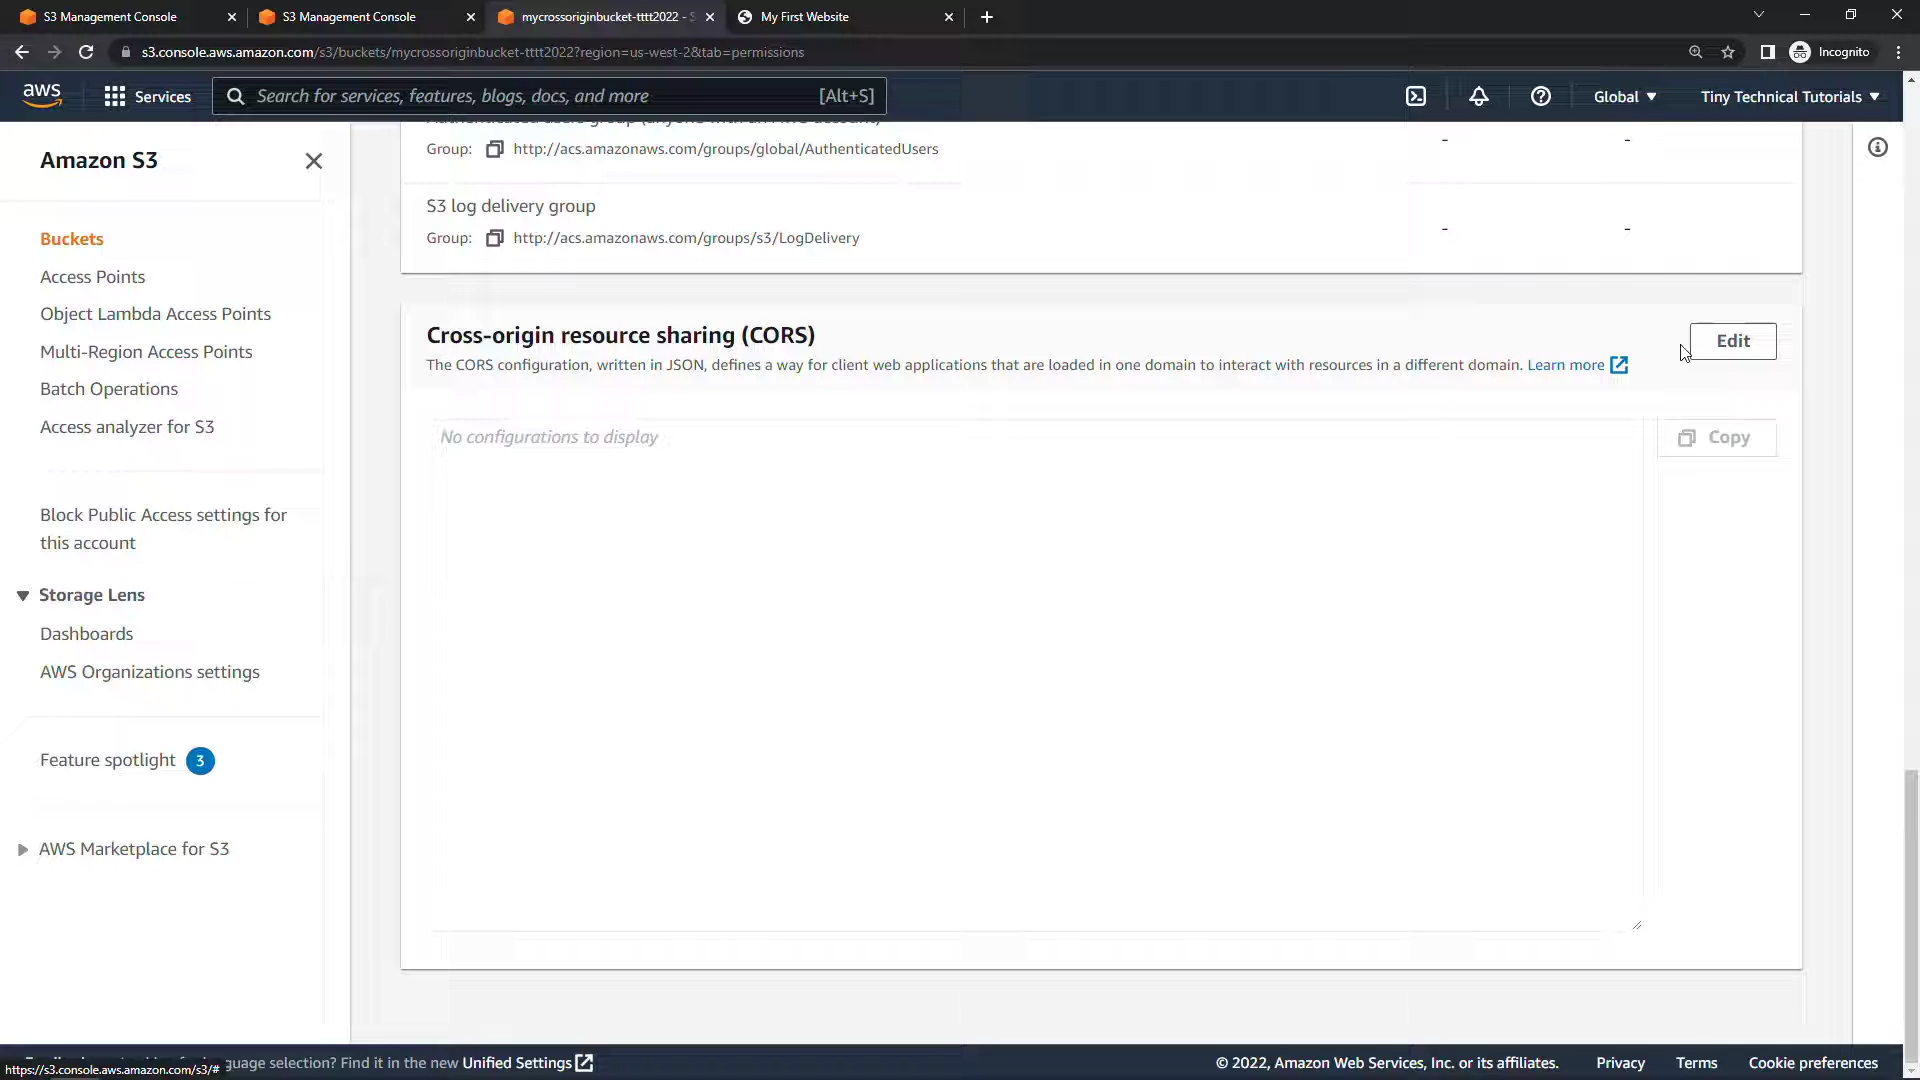 S3 Management Console
S3 Management Console
mycrossoriginbucket-tttt2022 -
My First Website
s3.console.aws.amazon.com/s3/buckets/mycrossoriginbucket-tttt2022?region=us-west-2&tab=permissions
Incognito
aws
Services
Search for services, features, blogs, docs, and more
[Alt+S]
Global
Tiny Technical Tutorials
Amazon S3
Buckets
Access Points
Object Lambda Access Points
Multi-Region Access Points
Batch Operations
Access analyzer for S3
Block Public Access settings for
this account
Storage Lens
Dashboards
AWS Organizations settings
Feature spotlight 3
AWS Marketplace for S3
Group: http://acs.amazonaws.com/groups/global/AuthenticatedUsers
- -
S3 log delivery group
Group: http://acs.amazonaws.com/groups/s3/LogDelivery
- -
Cross-origin resource sharing (CORS)
Edit
The CORS configuration, written in JSON, defines a way for client web applications that are loaded in one domain to interact with resources in a different domain. Learn more
No configurations to display
Copy
https://s3.console.aws.amazon.com/s3/#
selection? Find it in the new Unified Settings
© 2022, Amazon Web Services, Inc. or its affiliates.
Privacy
Terms
Cookie preferences